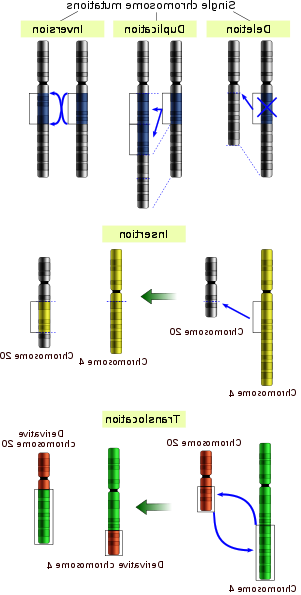 Single chromosome mutations
Inversion
Duplication
Deletion
Insertion
Chromosome 20
Chromosome 4
Chromosome 20
Chromosome 4
Translocation
Derivative
chromosome 20
Chromosome 20
Derivative chromosome 4
Chromosome 4